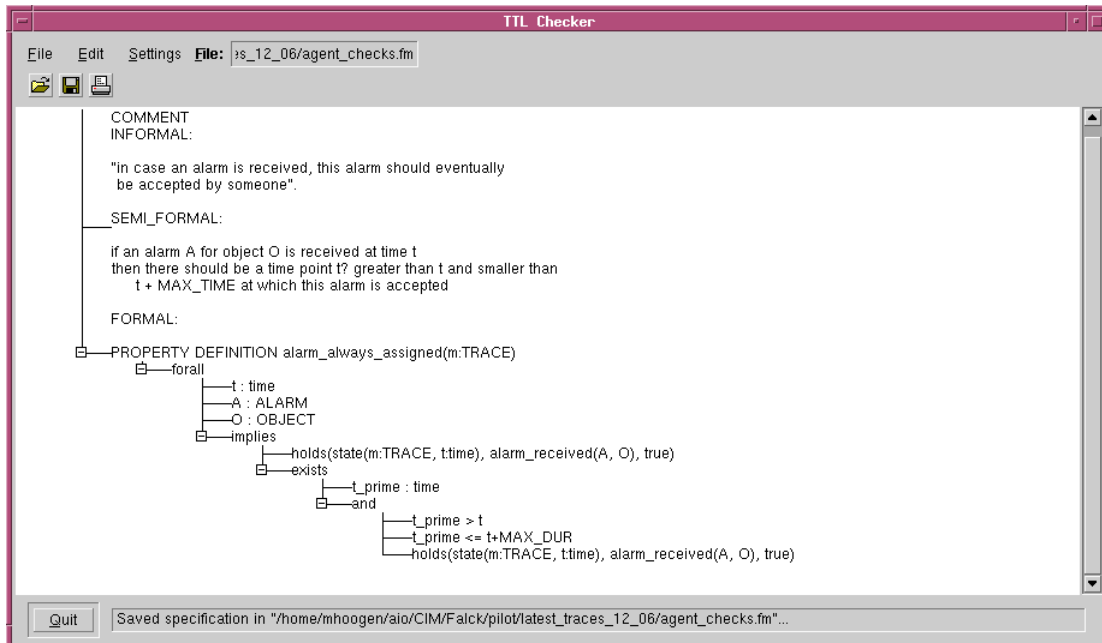 TTL Checker
File Edit Settings File: es_12_06/agent_checks.fm
COMMENT
INFORMAL:
"in case an alarm is received, this alarm should eventually
be accepted by someone".
SEMI_FORMAL:
if an alarm A for object O is received at time t
then there should be a time point t? greater than t and smaller than
t + MAX_TIME at which this alarm is accepted
FORMAL:
PROPERTY DEFINITION alarm_always_assigned(m:TRACE)
forall
t : time
A : ALARM
O : OBJECT
implies
holds(state(m:TRACE, t:time), alarm_received(A, O), true)
exists
t_prime : time
and
t_prime > t
t_prime <= t+MAX_DUR
holds(state(m:TRACE, t:time), alarm_received(A, O), true)
Quit Saved specification in "/home/mhoogen/aio/CIM/Falck/pilot/latest_traces_12_06/agent_checks.fm"...